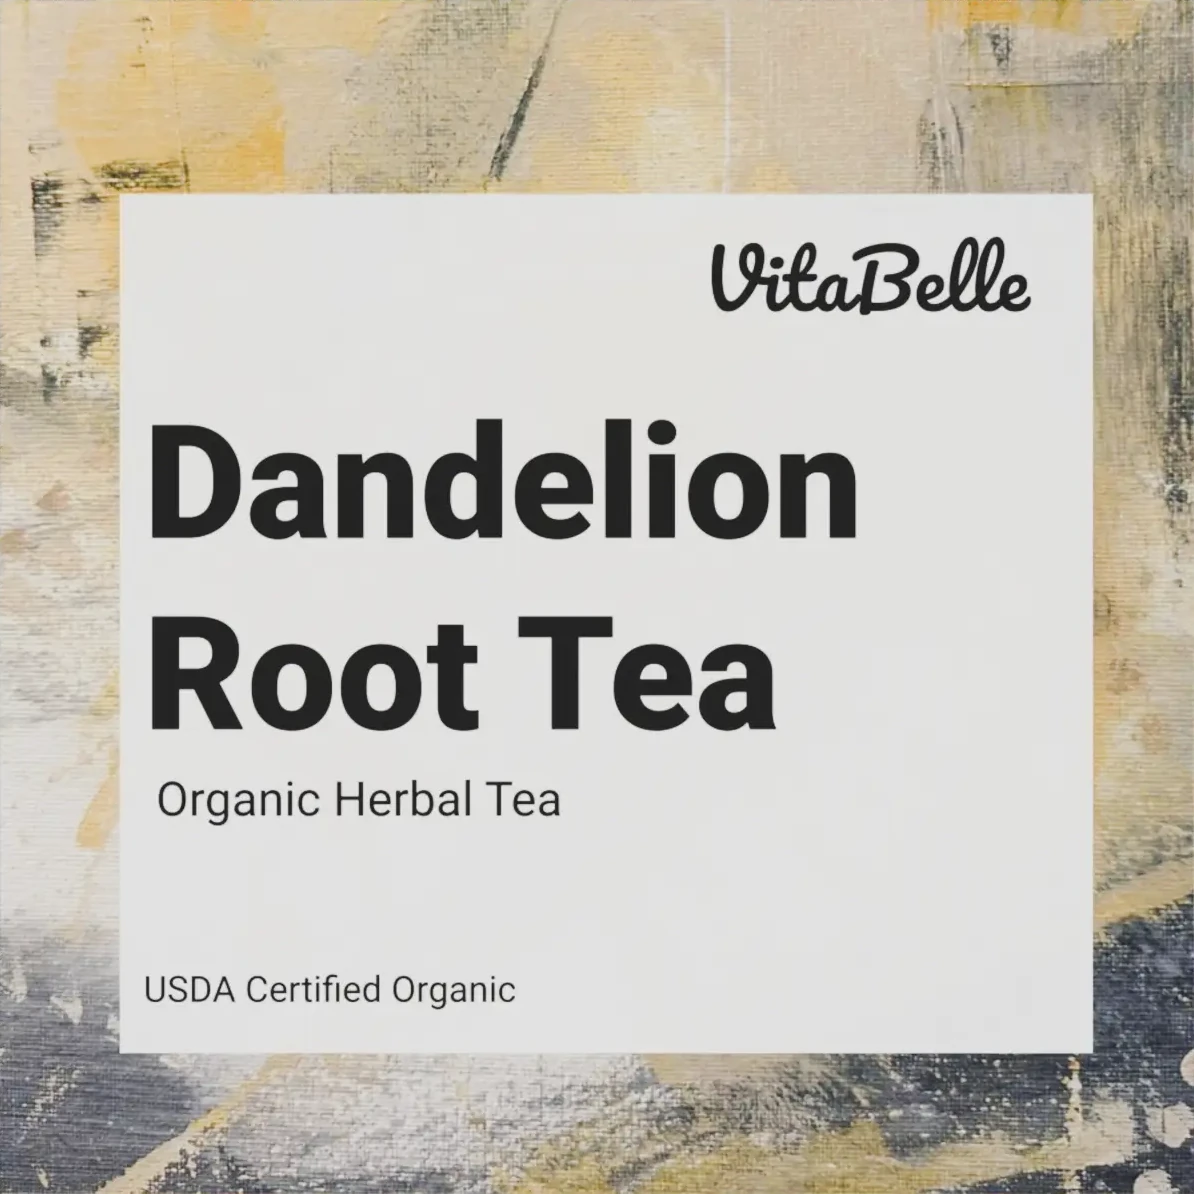 VitaBelle
Dandelion
Root Tea
Organic Herbal Tea
USDA Certified Organic